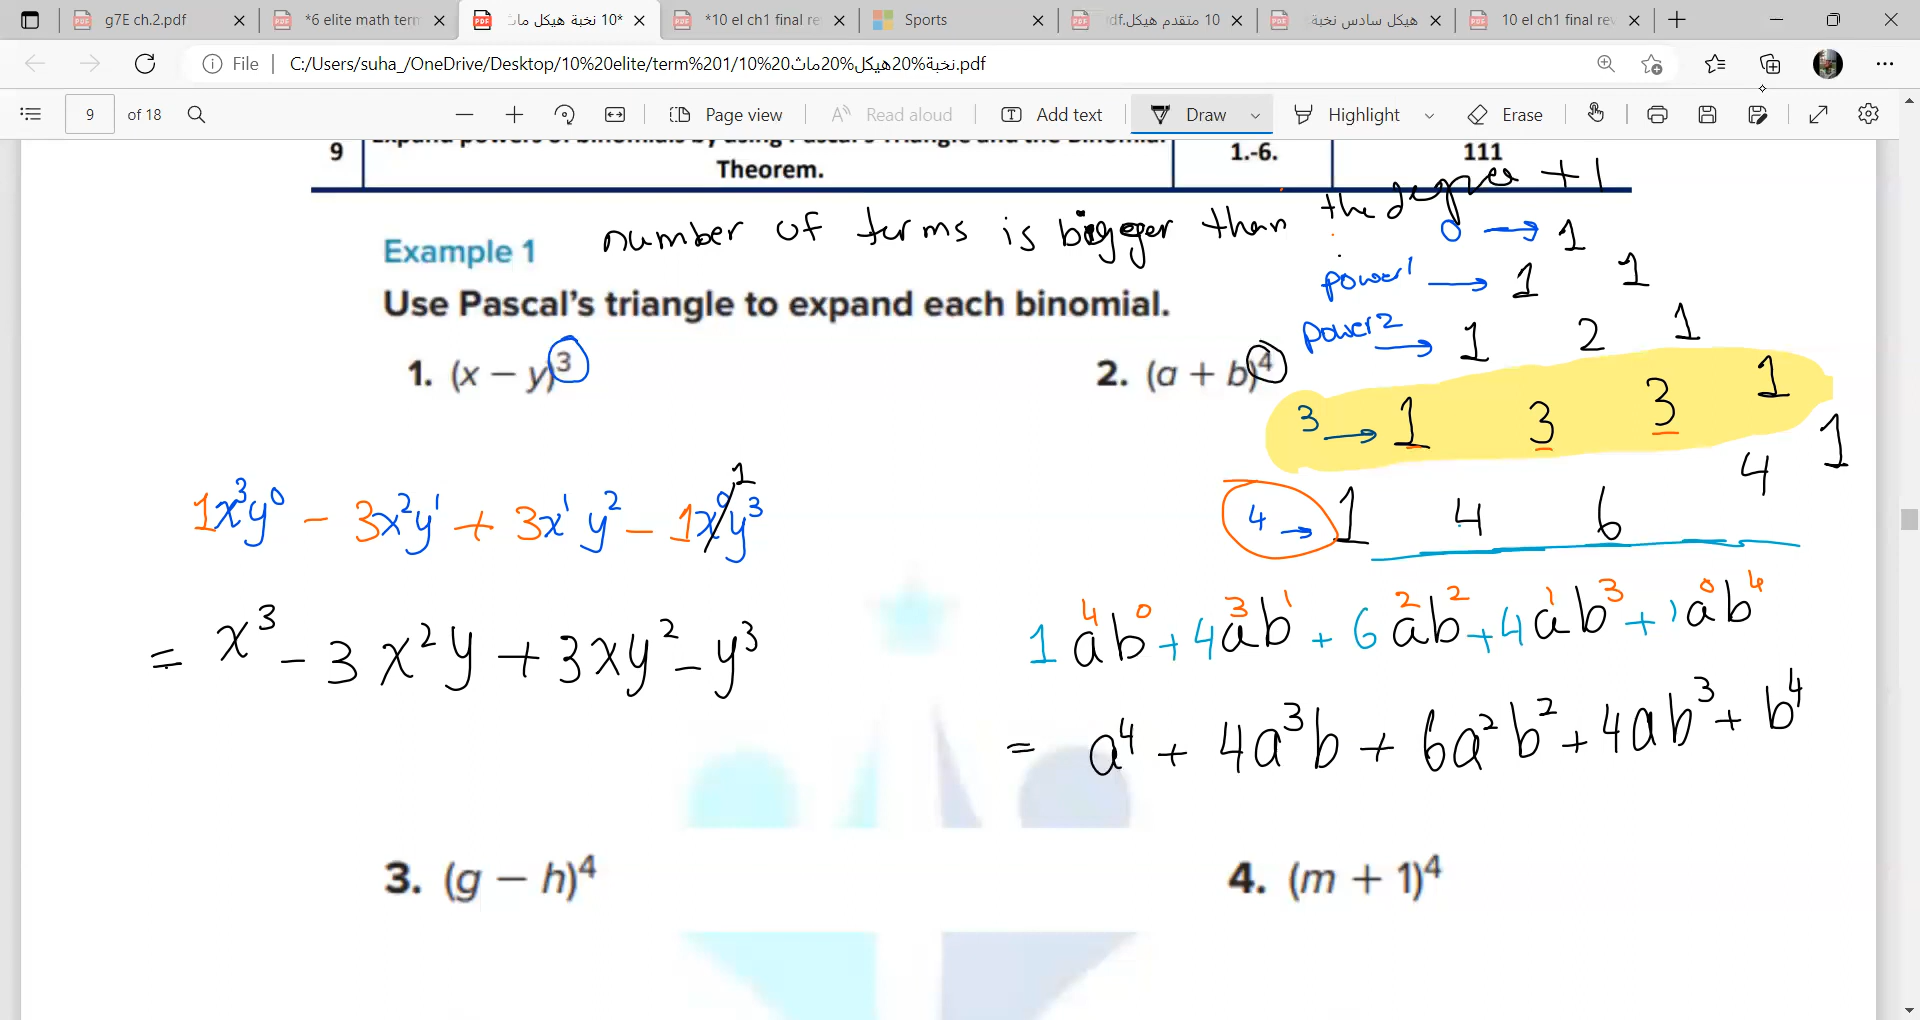 g7E ch.2.pdf
*6 elite math term
*10 نخبة هيكل ماث
*10 el ch1 final re
Sports
10 متقدم هيكل.pdf
هيكل سادس نخبة
10 el ch1 final rev
File
C:/Users/suha_/OneDrive/Desktop/10%20elite/term%201/10%20نخبة%20هيكل%20ماث.pdf
9 of 18
Page view
Read aloud
Add text
Draw
Highlight
Erase
9
Theorem.
1.-6.
111
number of terms is bigger than the degree + 1
Example 1
Use Pascal's triangle to expand each binomial.
0 → 1
power 1 → 1 1
power 2 → 1 2 1
3 → 1 3 3 1
4 → 1 4 6 4 1
1. (x − y)³
2. (a + b)⁴
1x³y⁰ − 3x²y¹ + 3x¹y² − 1x⁰y³
1
= x³ − 3x²y + 3xy² − y³
1a⁴b⁰ + 4a³b¹ + 6a²b² + 4a¹b³ + 1a⁰b⁴
= a⁴ + 4a³b + 6a²b² + 4ab³ + b⁴
3. (g − h)⁴
4. (m + 1)⁴